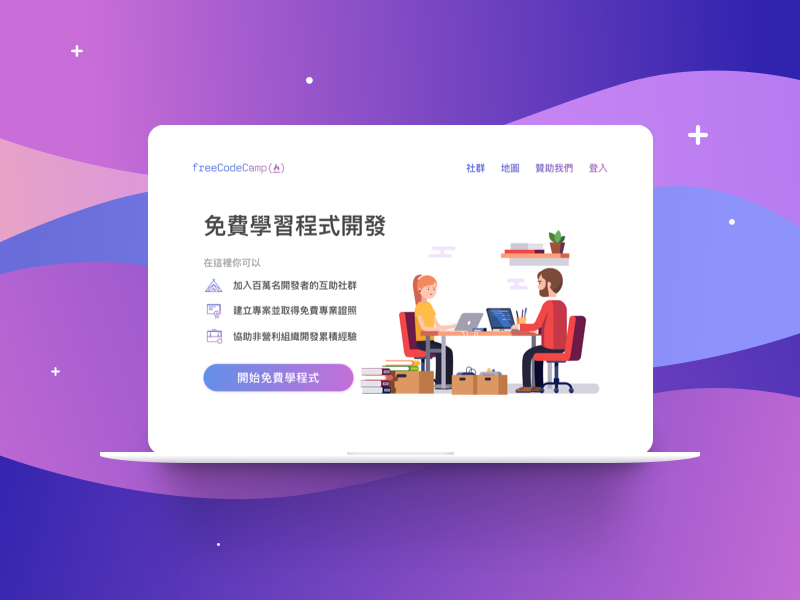 freeCodeCamp(🔥)
社群 地圖 贊助我們 登入
免費學習程式開發
在這裡你可以
加入百萬名開發者的互助社群
建立專案並取得免費專業證照
協助非營利組織開發累積經驗
開始免費學程式